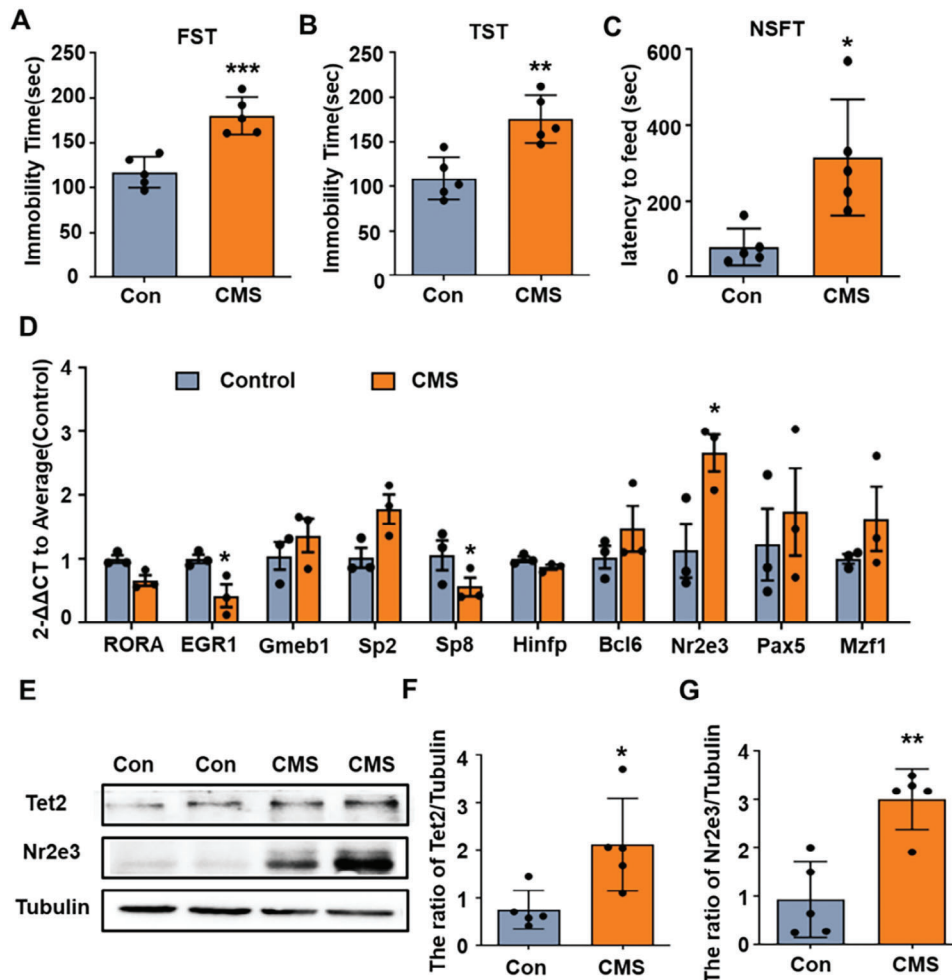 A
FST
Immobility Time(sec)
250
200
150
100
50
0
***
Con
CMS
B
TST
Immobility Time(sec)
250
200
150
100
50
0
**
Con
CMS
C
NSFT
latency to feed (sec)
600
400
200
0
*
Con
CMS
D
2-ΔΔCT to Average(Control)
4
3
2
1
0
Control
CMS
*
*
*
RORA EGR1 Gmeb1 Sp2 Sp8 Hinfp Bcl6 Nr2e3 Pax5 Mzf1
E
Con Con CMS CMS
Tet2
Nr2e3
Tubulin
F
The ratio of Tet2/Tubulin
4
3
2
1
0
*
Con
CMS
G
The ratio of Nr2e3/Tubulin
4
3
2
1
0
**
Con
CMS